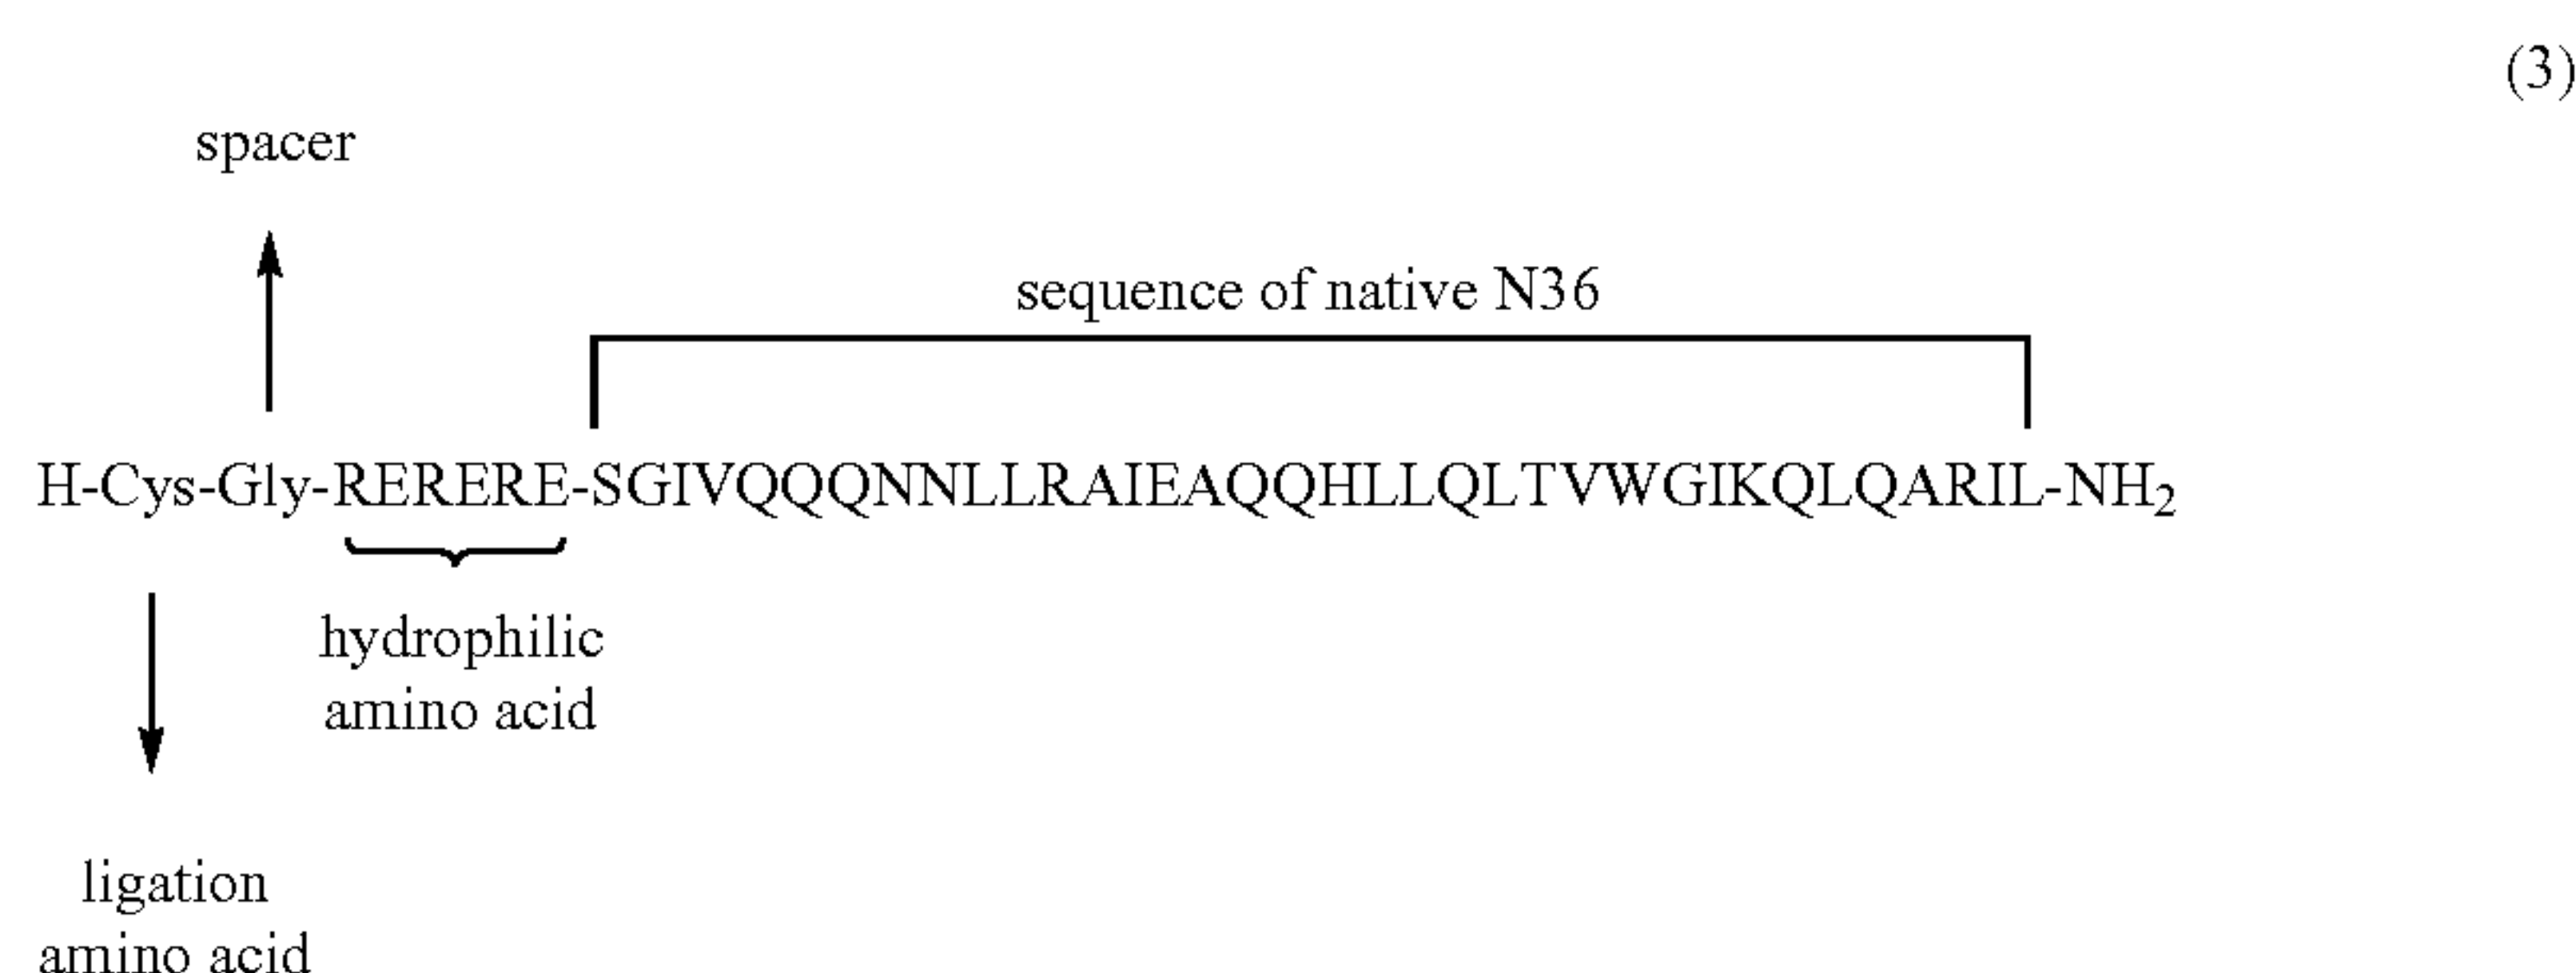 (3)
spacer
sequence of native N36
H-Cys-Gly-RERERE-SGIVQQQNNLLRAIEAQQHLLQLTVWGIKQLQARIL-NH₂
hydrophilic
amino acid
ligation
amino acid